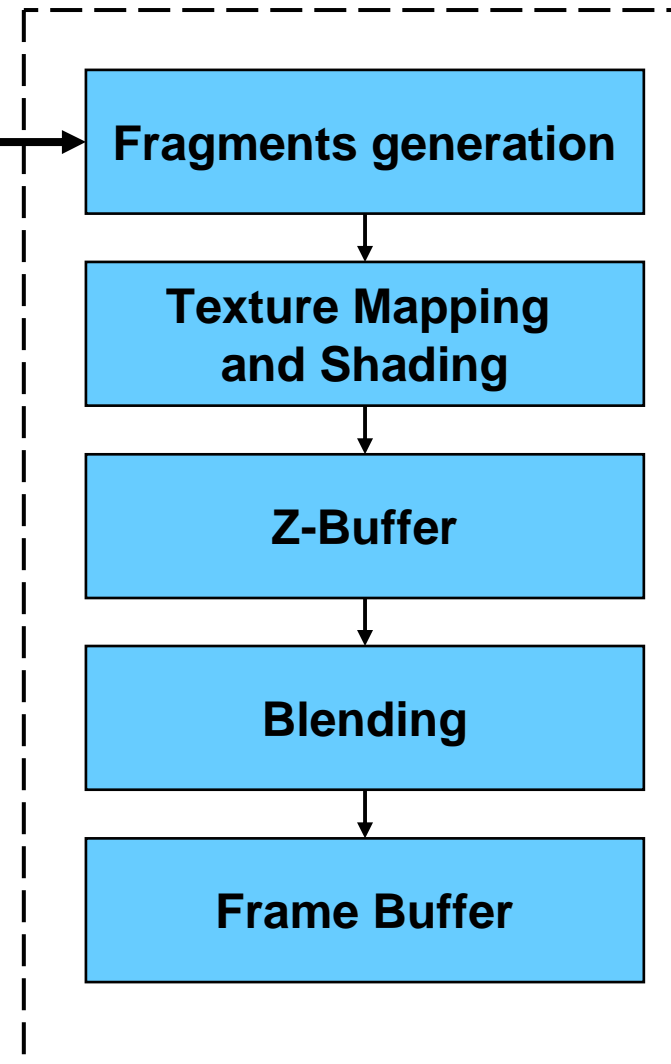 Fragments generation
Texture Mapping
and Shading
Z-Buffer
Blending
Frame Buffer